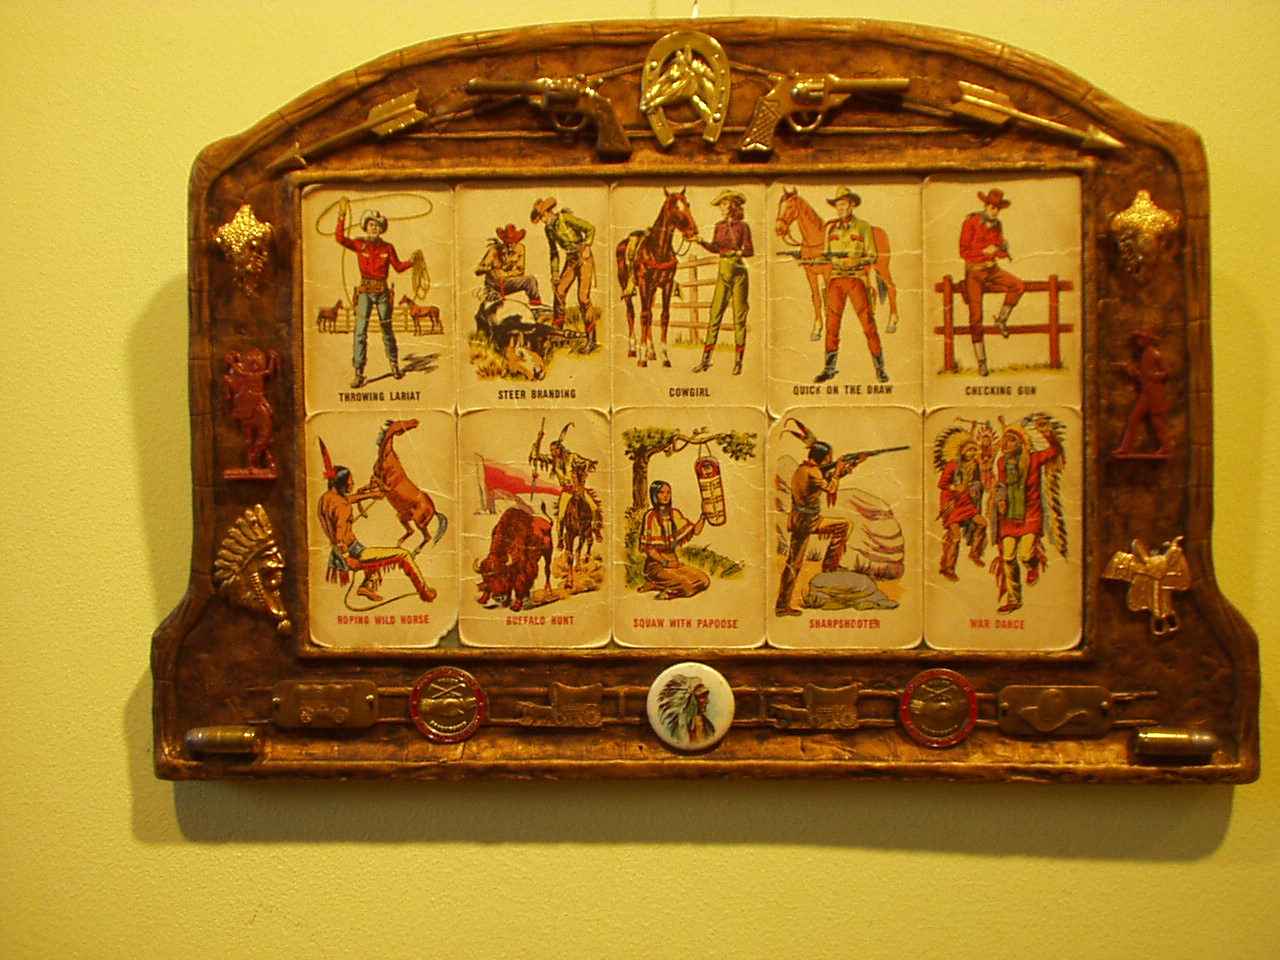 THROWING LARIAT
STEER BRANDING
COWGIRL
QUICK ON THE DRAW
CHECKING GUN
ROPING WILD HORSE
BUFFALO HUNT
SQUAW WITH PAPOOSE
SHARPSHOOTER
WAR DANCE